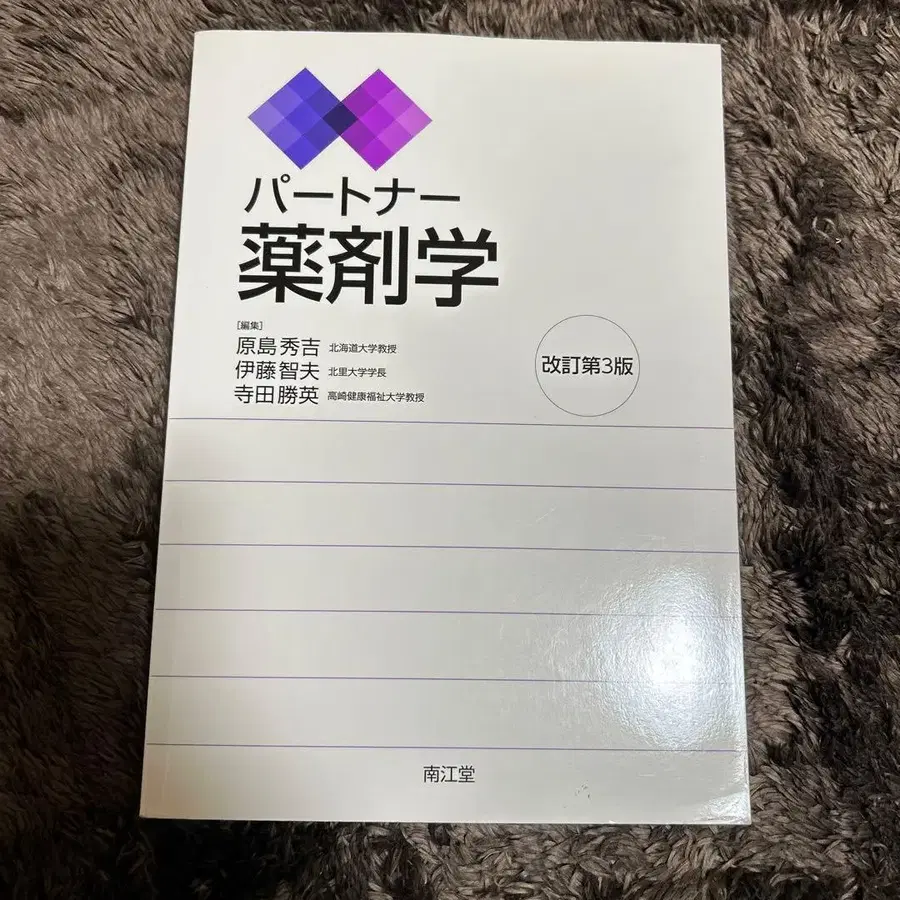 パートナー
薬剤学
[編集]
原島秀吉 北海道大学教授
伊藤智夫 北里大学学長
寺田勝英 高崎健康福祉大学教授
改訂第3版
南江堂